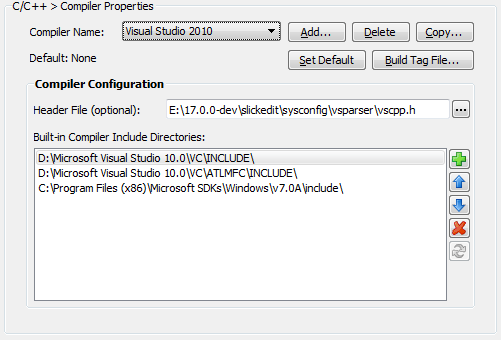 C/C++ > Compiler Properties
Compiler Name: Visual Studio 2010 Add... Delete Copy...
Default: None Set Default Build Tag File...
Compiler Configuration
Header File (optional): E:\17.0.0-dev\slickedit\sysconfig\vsparser\vscpp.h ...
Built-in Compiler Include Directories:
D:\Microsoft Visual Studio 10.0\VC\INCLUDE\
D:\Microsoft Visual Studio 10.0\VC\ATLMFC\INCLUDE\
C:\Program Files (x86)\Microsoft SDKs\Windows\v7.0A\include\